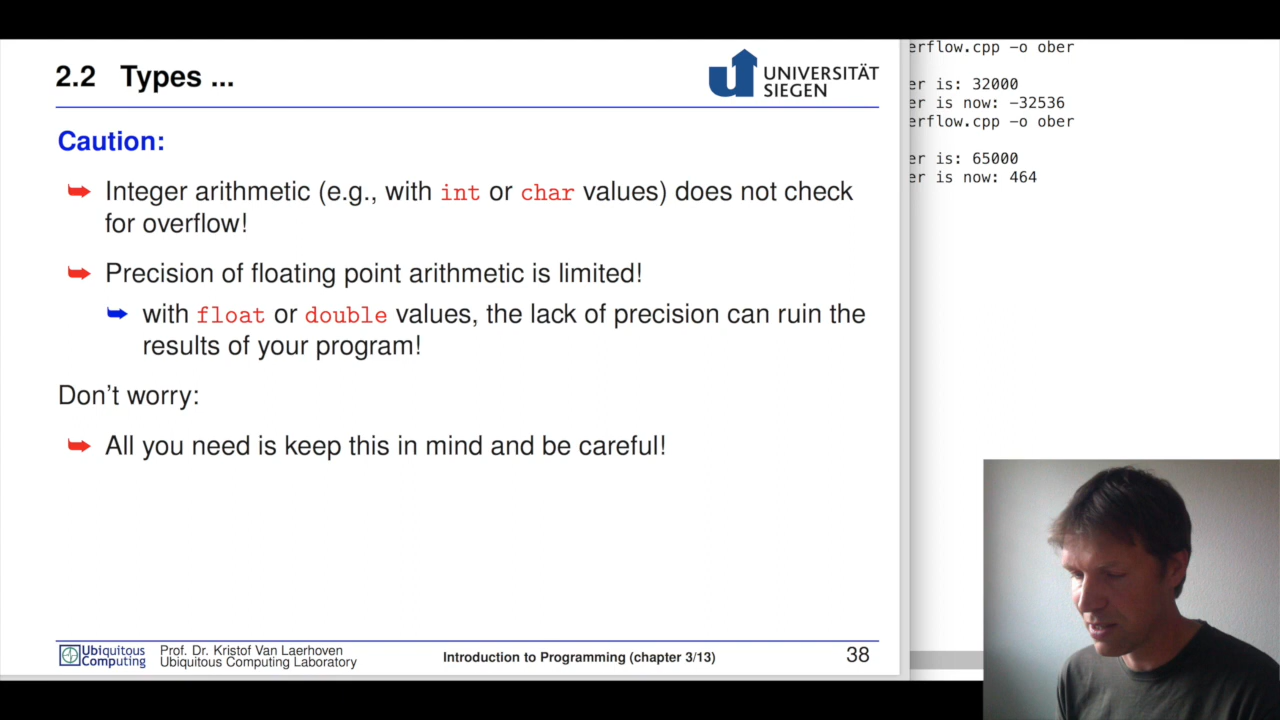 2.2 Types ...
UNIVERSITÄT
SIEGEN
Caution:
Integer arithmetic (e.g., with int or char values) does not check
for overflow!
Precision of floating point arithmetic is limited!
with float or double values, the lack of precision can ruin the
results of your program!
Don't worry:
All you need is keep this in mind and be careful!
Ubiquitous
Computing
Prof. Dr. Kristof Van Laerhoven
Ubiquitous Computing Laboratory
Introduction to Programming (chapter 3/13)
38
erflow.cpp -o ober
er is: 32000
er is now: -32536
erflow.cpp -o ober
er is: 65000
er is now: 464